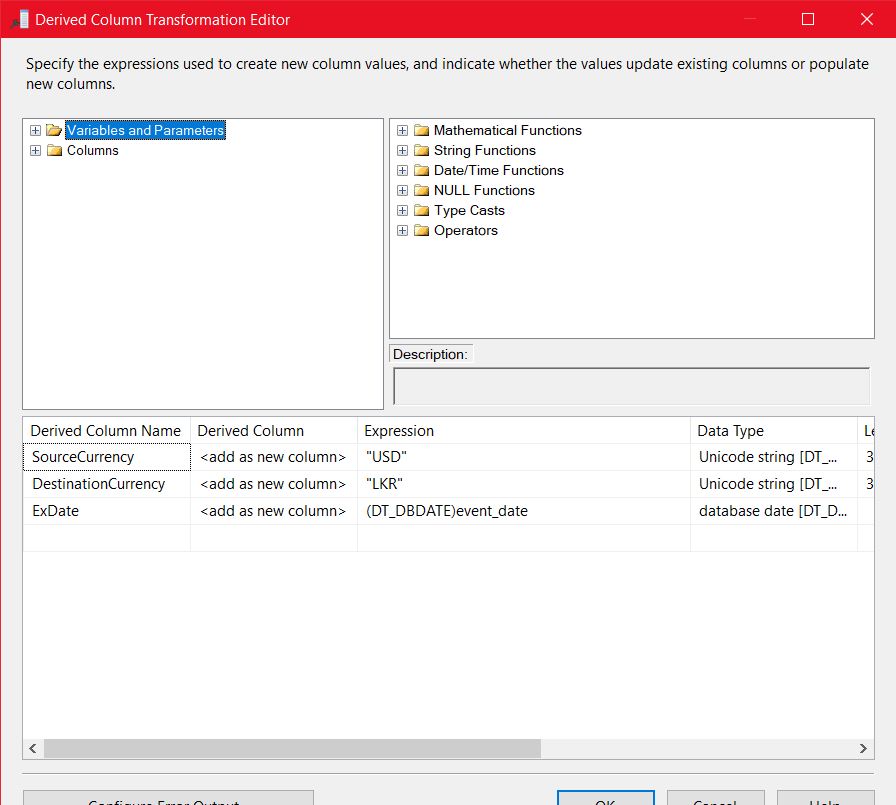 Derived Column Transformation Editor
Specify the expressions used to create new column values, and indicate whether the values update existing columns or populate
new columns.
Variables and Parameters
Columns
Mathematical Functions
String Functions
Date/Time Functions
NULL Functions
Type Casts
Operators
Description:
Derived Column Name Derived Column Expression Data Type Le
SourceCurrency <add as new column> "USD" Unicode string [DT_... 3
DestinationCurrency <add as new column> "LKR" Unicode string [DT_... 3
ExDate <add as new column> (DT_DBDATE)event_date database date [DT_D...
Configure Error Output... OK Cancel Help